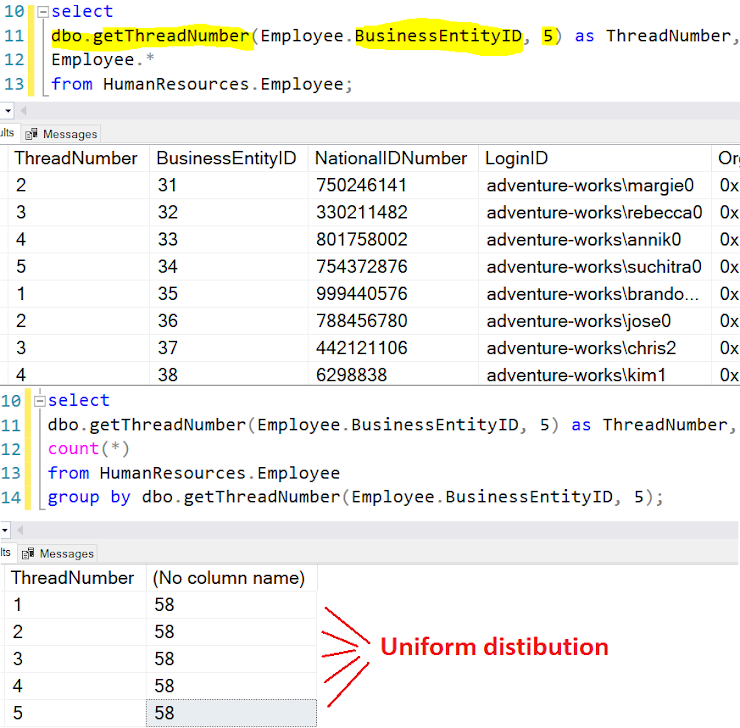 10 select
11 dbo.getThreadNumber(Employee.BusinessEntityID, 5) as ThreadNumber,
12 Employee.*
13 from HumanResources.Employee;
ults Messages
ThreadNumber BusinessEntityID NationalIDNumber LoginID Org
2 31 750246141 adventure-works\margie0 0x
3 32 330211482 adventure-works\rebecca0 0x
4 33 801758002 adventure-works\annik0 0x
5 34 754372876 adventure-works\suchitra0 0x
1 35 999440576 adventure-works\brando... 0x
2 36 788456780 adventure-works\jose0 0x
3 37 442121106 adventure-works\chris2 0x
4 38 6298838 adventure-works\kim1 0x
10 select
11 dbo.getThreadNumber(Employee.BusinessEntityID, 5) as ThreadNumber,
12 count(*)
13 from HumanResources.Employee
14 group by dbo.getThreadNumber(Employee.BusinessEntityID, 5);
lts Messages
ThreadNumber (No column name)
1 58
2 58
3 58
4 58
5 58
Uniform distibution